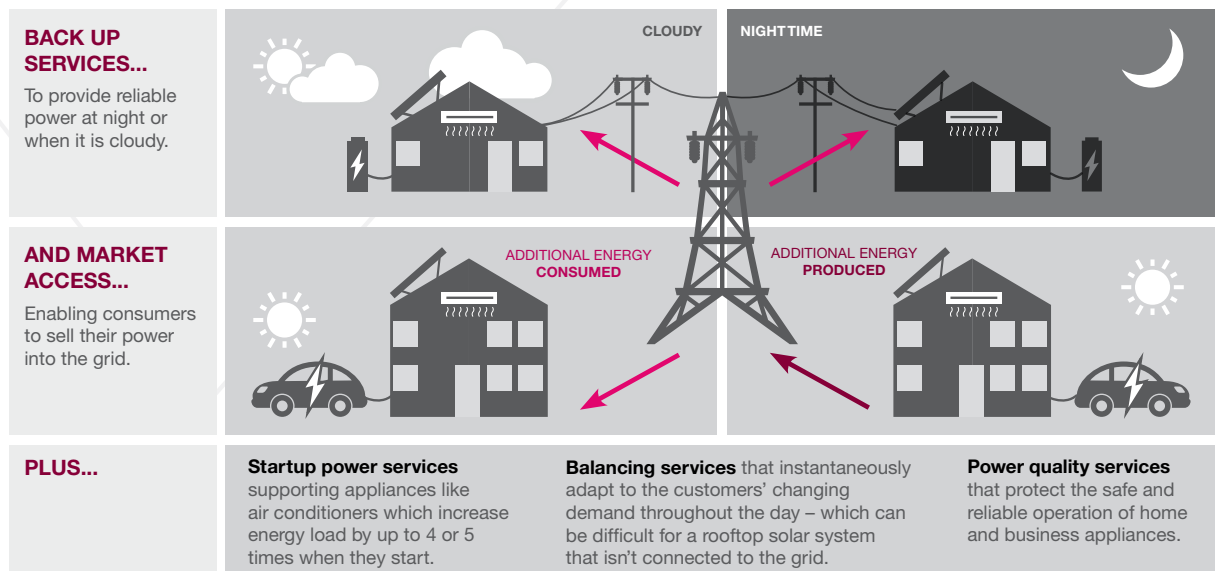 BACK UP
SERVICES...
To provide reliable
power at night or
when it is cloudy.
CLOUDY
NIGHT TIME
AND MARKET
ACCESS...
Enabling consumers
to sell their power
into the grid.
ADDITIONAL ENERGY
CONSUMED
ADDITIONAL ENERGY
PRODUCED
PLUS...
Startup power services
supporting appliances like
air conditioners which increase
energy load by up to 4 or 5
times when they start.
Balancing services that instantaneously
adapt to the customers’ changing
demand throughout the day – which can
be difficult for a rooftop solar system
that isn’t connected to the grid.
Power quality services
that protect the safe and
reliable operation of home
and business appliances.